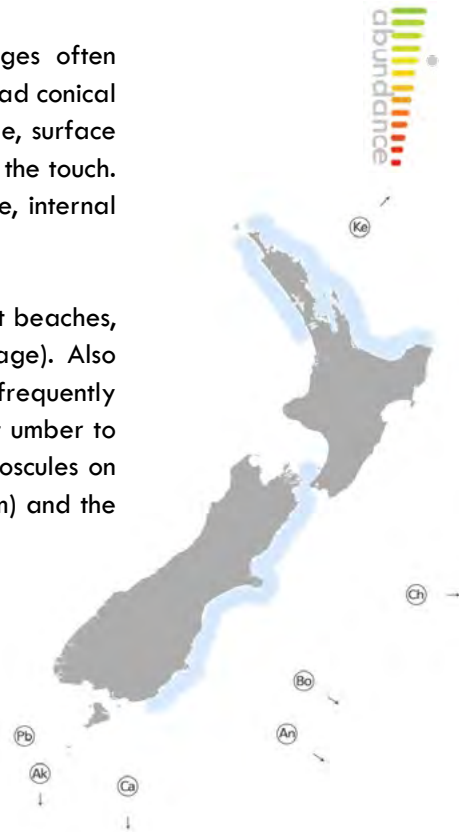 abundance
ges often
ad conical
e, surface
the touch.
e, internal
t beaches,
age). Also
frequently
umber to
oscules on
n) and the
Ke
Ch
Bo
An
Pb
Ak
Ca